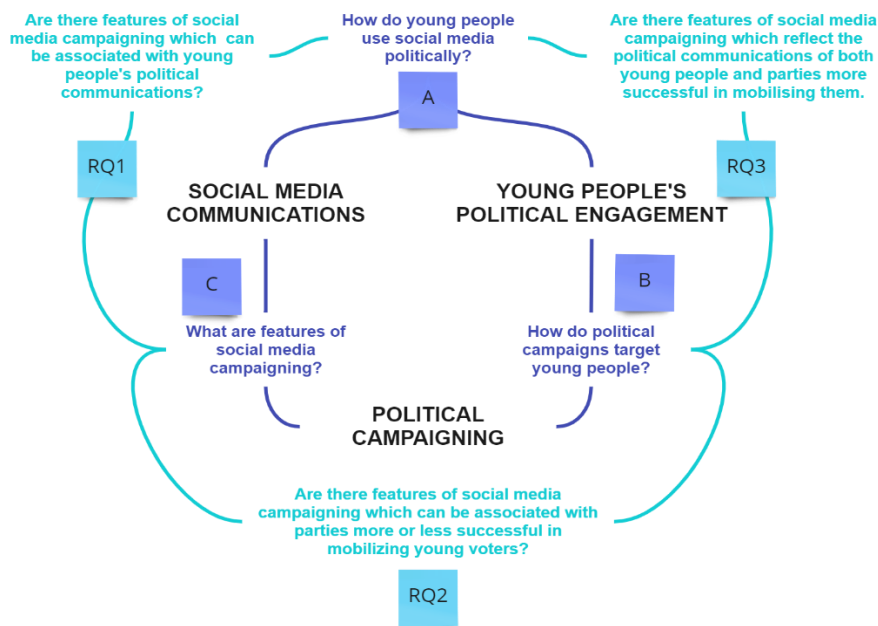 Are there features of social
media campaigning which can
be associated with young
people's political
communications?
How do young people
use social media
politically?
Are there features of social media
campaigning which reflect the
political communications of both
young people and parties more
successful in mobilising them.
A
RQ1
RQ3
SOCIAL MEDIA
COMMUNICATIONS
YOUNG PEOPLE'S
POLITICAL ENGAGEMENT
C
B
What are features of
social media
campaigning?
How do political
campaigns target
young people?
POLITICAL
CAMPAIGNING
Are there features of social media
campaigning which can be associated with
parties more or less successful in
mobilizing young voters?
RQ2